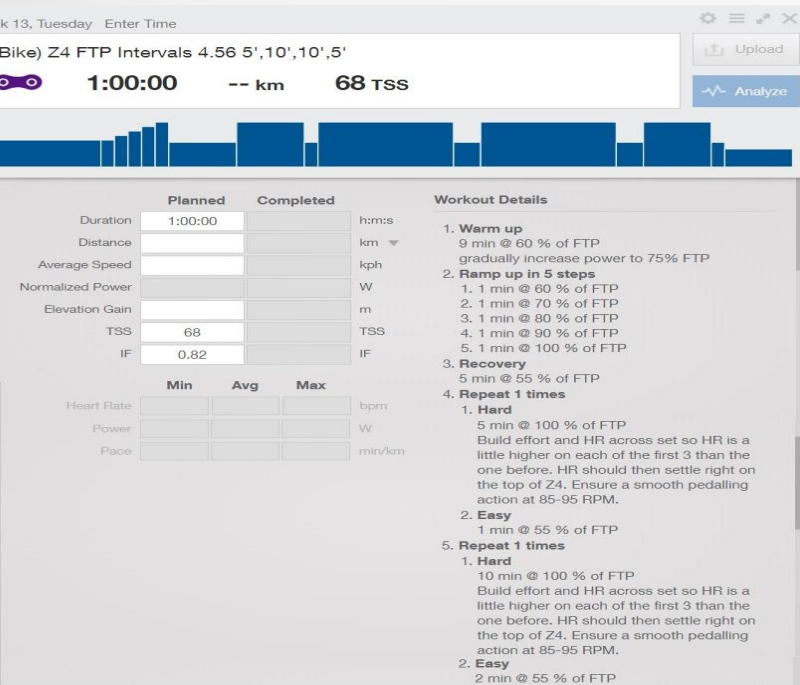 k 13, Tuesday Enter Time
Bike) Z4 FTP Intervals 4.56 5',10',10',5'
Upload
1:00:00 -- km 68 TSS
Analyze
Planned Completed
Duration 1:00:00 h:m:s
Distance km
Average Speed kph
Normalized Power W
Elevation Gain m
TSS 68 TSS
IF 0.82 IF
Min Avg Max
Heart Rate bpm
Power W
Pace min/km
Workout Details
1. Warm up
9 min @ 60 % of FTP
gradually increase power to 75% FTP
2. Ramp up in 5 steps
1. 1 min @ 60 % of FTP
2. 1 min @ 70 % of FTP
3. 1 min @ 80 % of FTP
4. 1 min @ 90 % of FTP
5. 1 min @ 100 % of FTP
3. Recovery
5 min @ 55 % of FTP
4. Repeat 1 times
1. Hard
5 min @ 100 % of FTP
Build effort and HR across set so HR is a
little higher on each of the first 3 than the
one before. HR should then settle right on
the top of Z4. Ensure a smooth pedalling
action at 85-95 RPM.
2. Easy
1 min @ 55 % of FTP
5. Repeat 1 times
1. Hard
10 min @ 100 % of FTP
Build effort and HR across set so HR is a
little higher on each of the first 3 than the
one before. HR should then settle right on
the top of Z4. Ensure a smooth pedalling
action at 85-95 RPM.
2. Easy
2 min @ 55 % of FTP